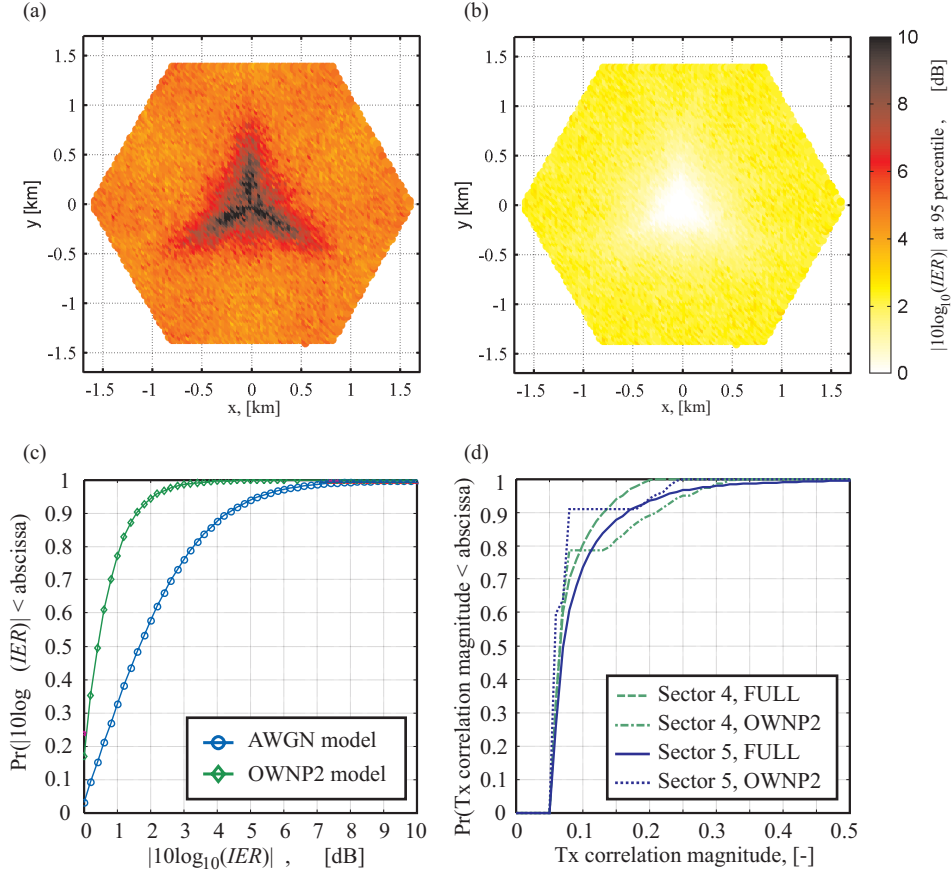 (a)
(b)
1.5
1
0.5
0
-0.5
-1
-1.5
y [km]
-1.5 -1 -0.5 0 0.5 1 1.5
x, [km]
1.5
1
0.5
0
-0.5
-1
-1.5
y [km]
-1.5 -1 -0.5 0 0.5 1 1.5
x, [km]
10
8
6
4
2
0
|10log10(IER)| at 95 percentile , [dB]
(c)
(d)
1
0.9
0.8
0.7
0.6
0.5
0.4
0.3
0.2
0.1
0
Pr(|10log (IER)| < abscissa)
AWGN model
OWNP2 model
0 1 2 3 4 5 6 7 8 9 10
|10log10(IER)| , [dB]
1
0.9
0.8
0.7
0.6
0.5
0.4
0.3
0.2
0.1
0
Pr(Tx correlation magnitude < abscissa)
Sector 4, FULL
Sector 4, OWNP2
Sector 5, FULL
Sector 5, OWNP2
0 0.1 0.2 0.3 0.4 0.5
Tx correlation magnitude, [-]